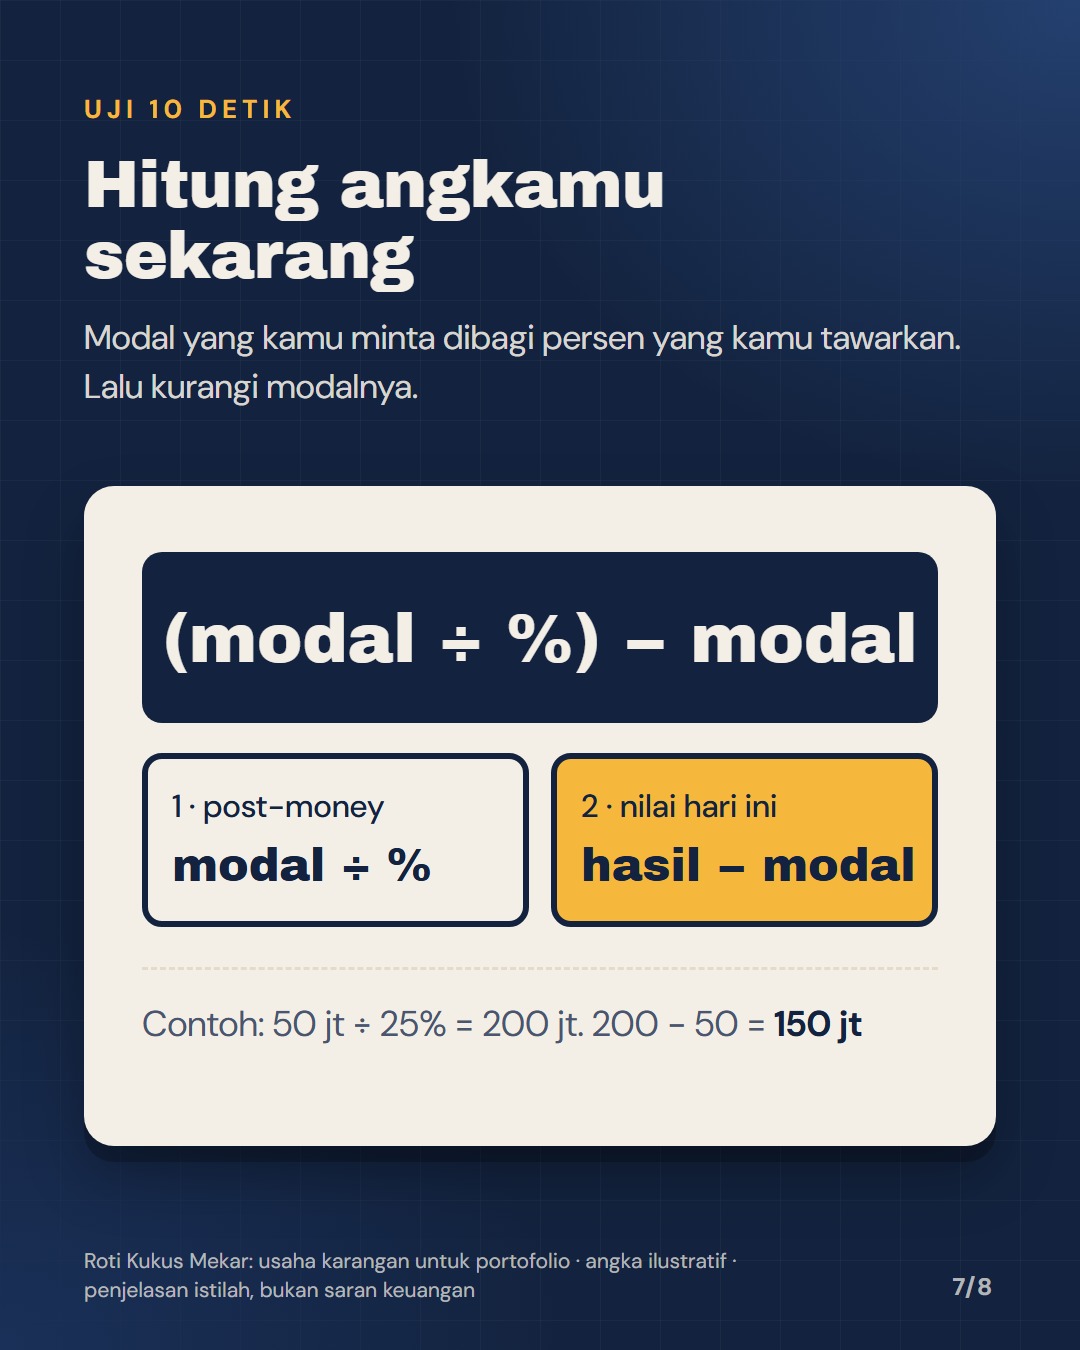 UJI 10 DETIK
Hitung angkamu
sekarang
Modal yang kamu minta dibagi persen yang kamu tawarkan.
Lalu kurangi modalnya.
(modal ÷ %) – modal
1 · post-money
modal ÷ %
2 · nilai hari ini
hasil – modal
Contoh: 50 jt ÷ 25% = 200 jt. 200 – 50 = 150 jt
Roti Kukus Mekar: usaha karangan untuk portofolio · angka ilustratif ·
penjelasan istilah, bukan saran keuangan
7/8